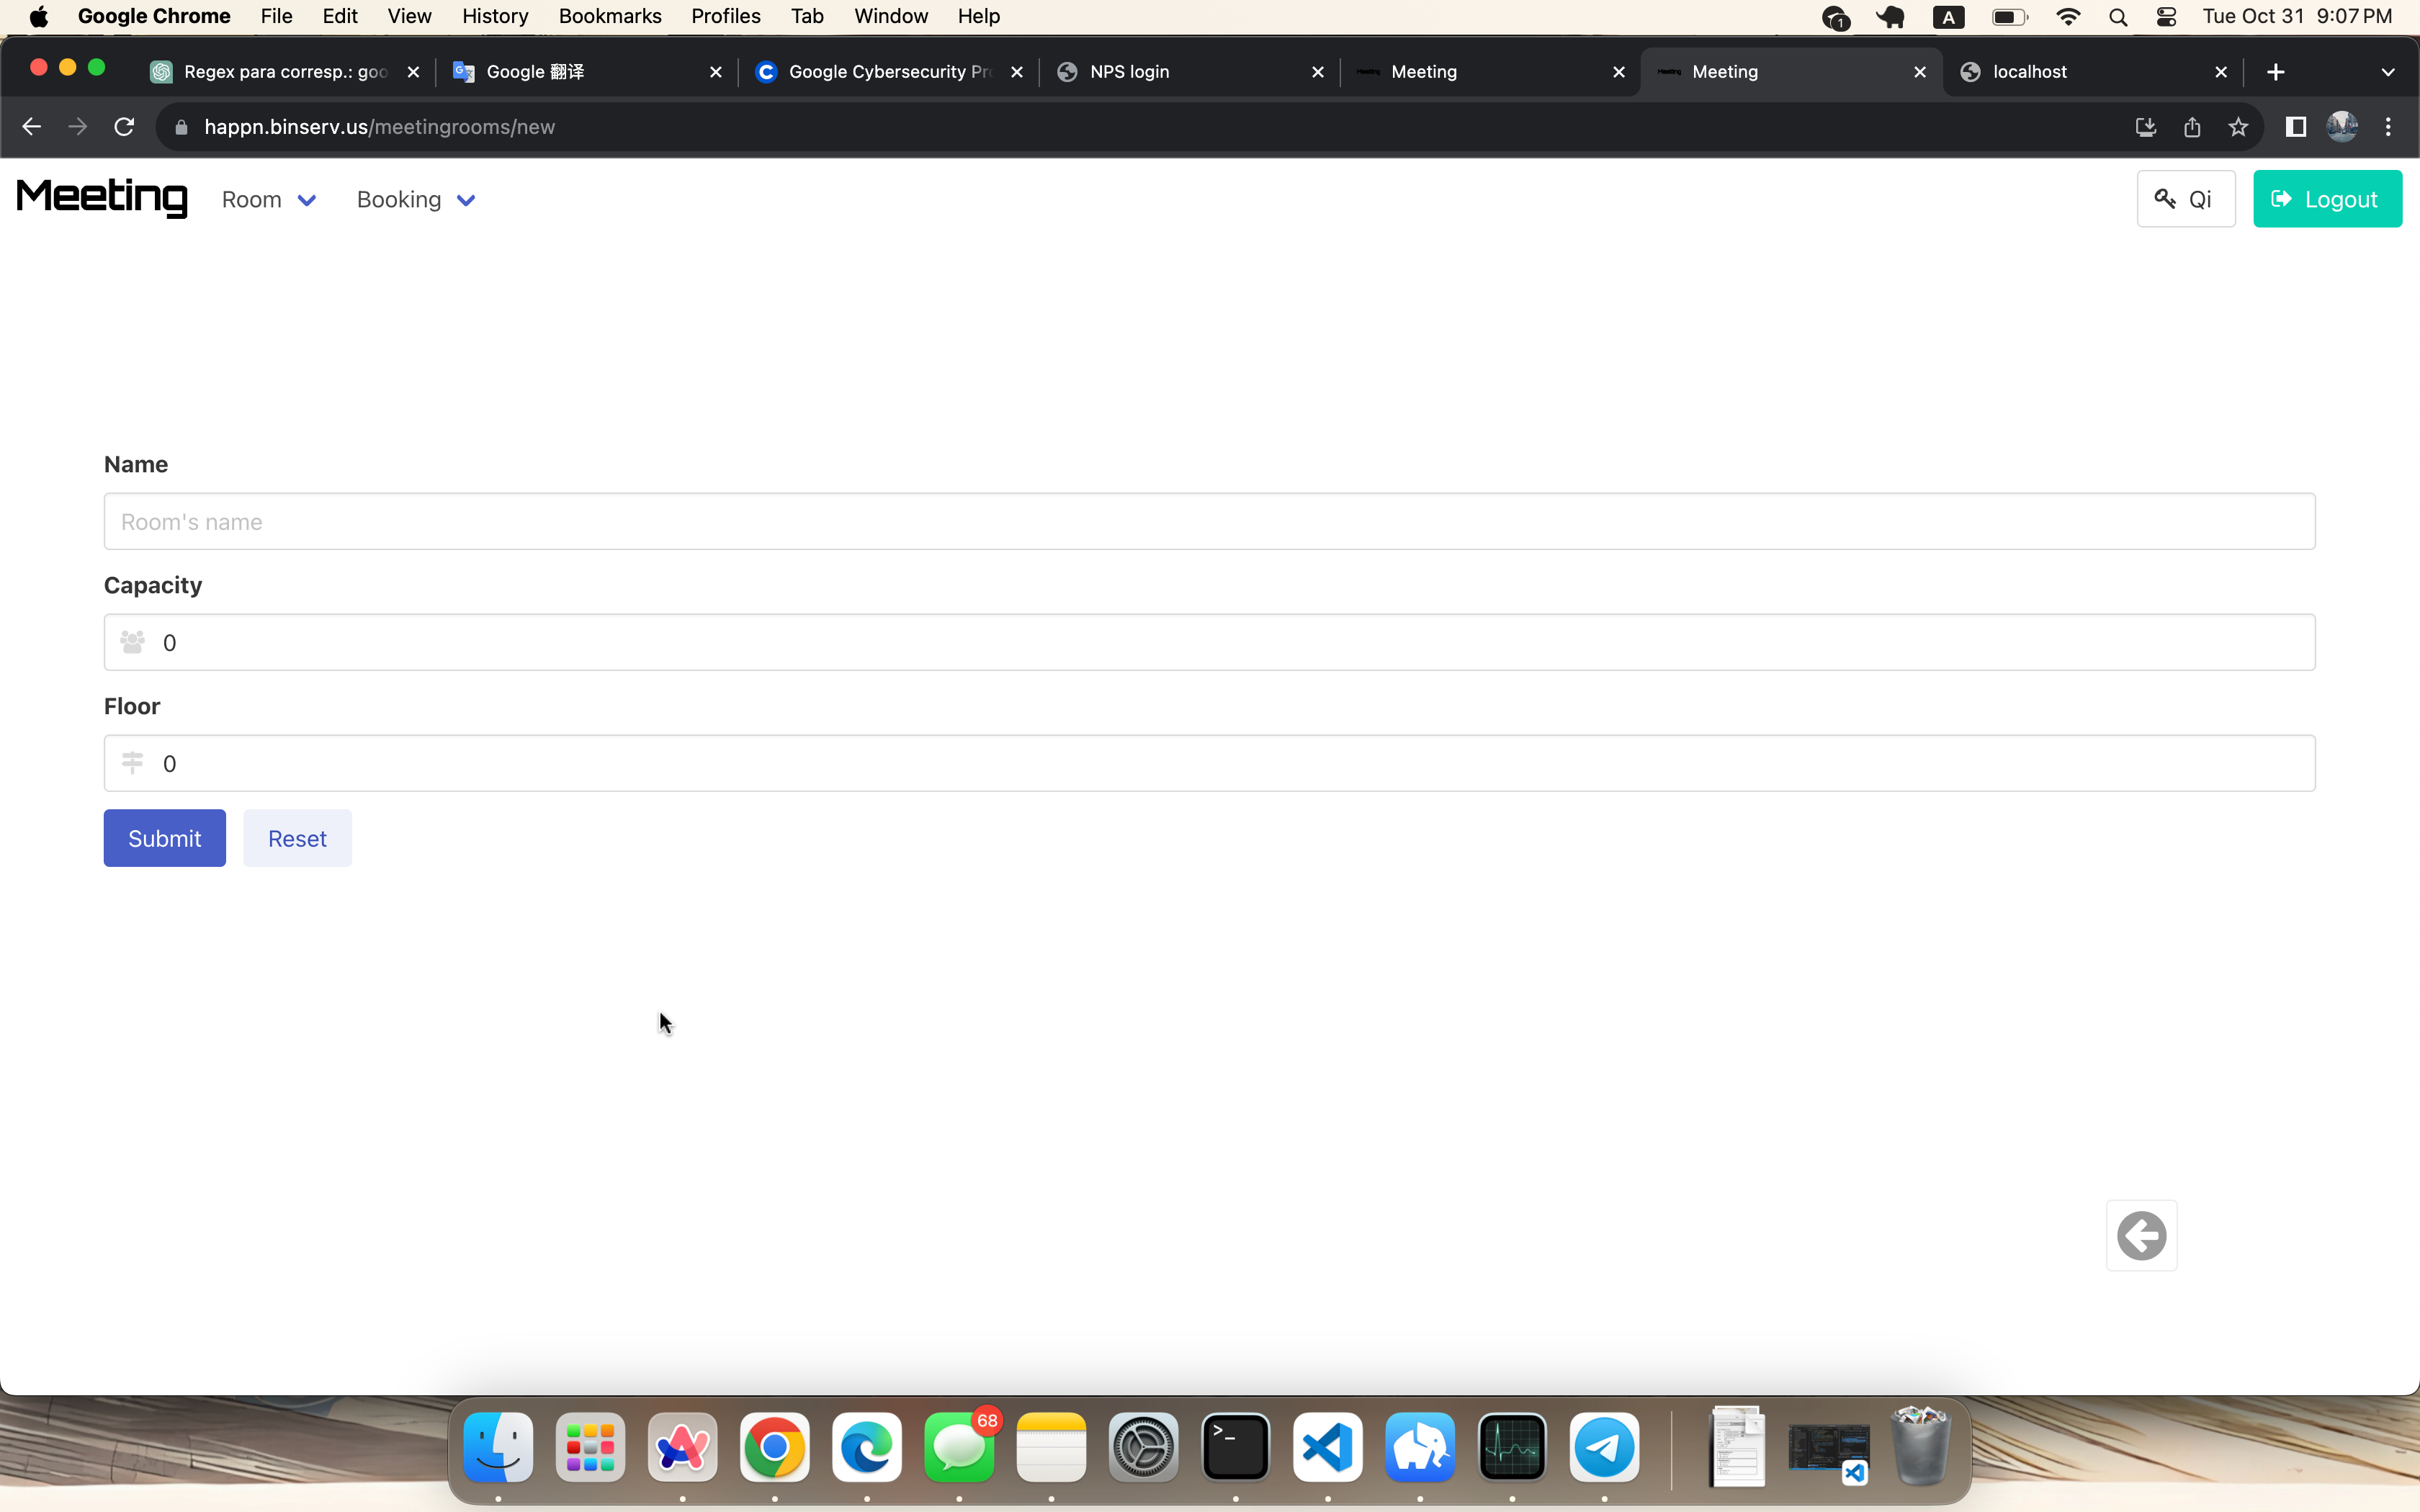 Google Chrome File Edit View History Bookmarks Profiles Tab Window Help 1 A Tue Oct 31 9:07 PM
Regex para corresp.: goo Google 翻译 Google Cybersecurity Pr NPS login Meeting Meeting localhost
happn.binserv.us/meetingrooms/new
Meeting Room Booking Qi Logout
Name
Room's name
Capacity
0
Floor
0
Submit Reset
68